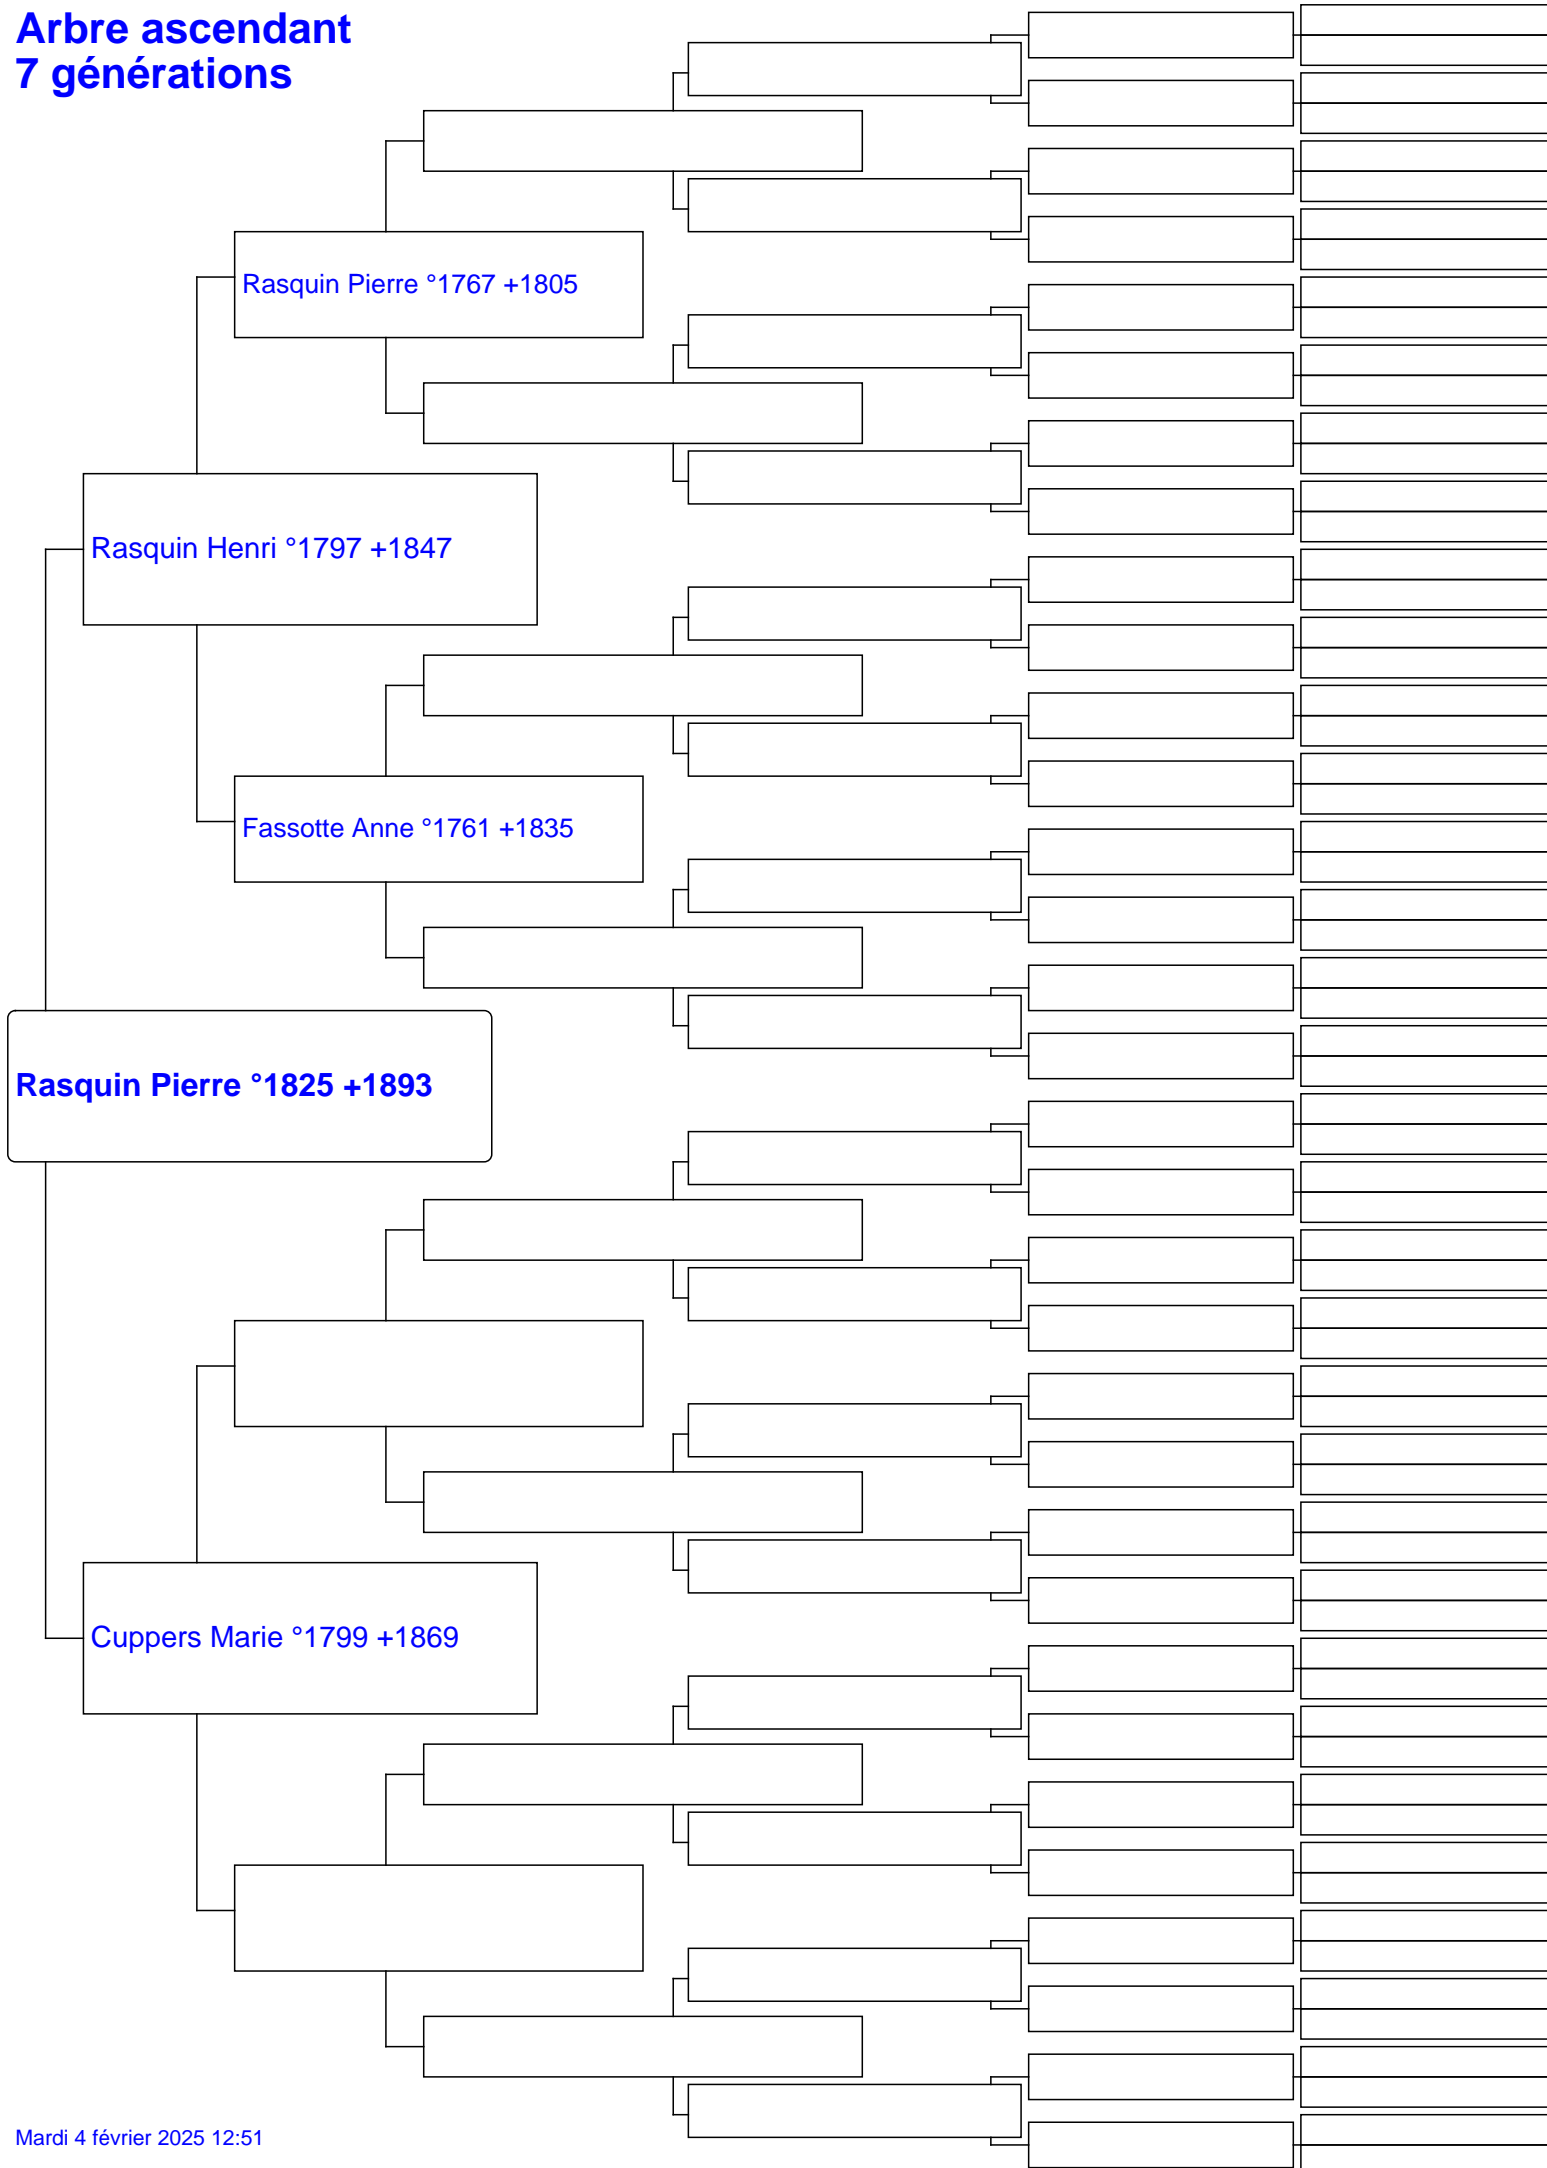 Arbre ascendant
7 générations
Rasquin Pierre °1767 +1805
Rasquin Henri °1797 +1847
Fassotte Anne °1761 +1835
Rasquin Pierre °1825 +1893
Cuppers Marie °1799 +1869
Mardi 4 février 2025 12:51